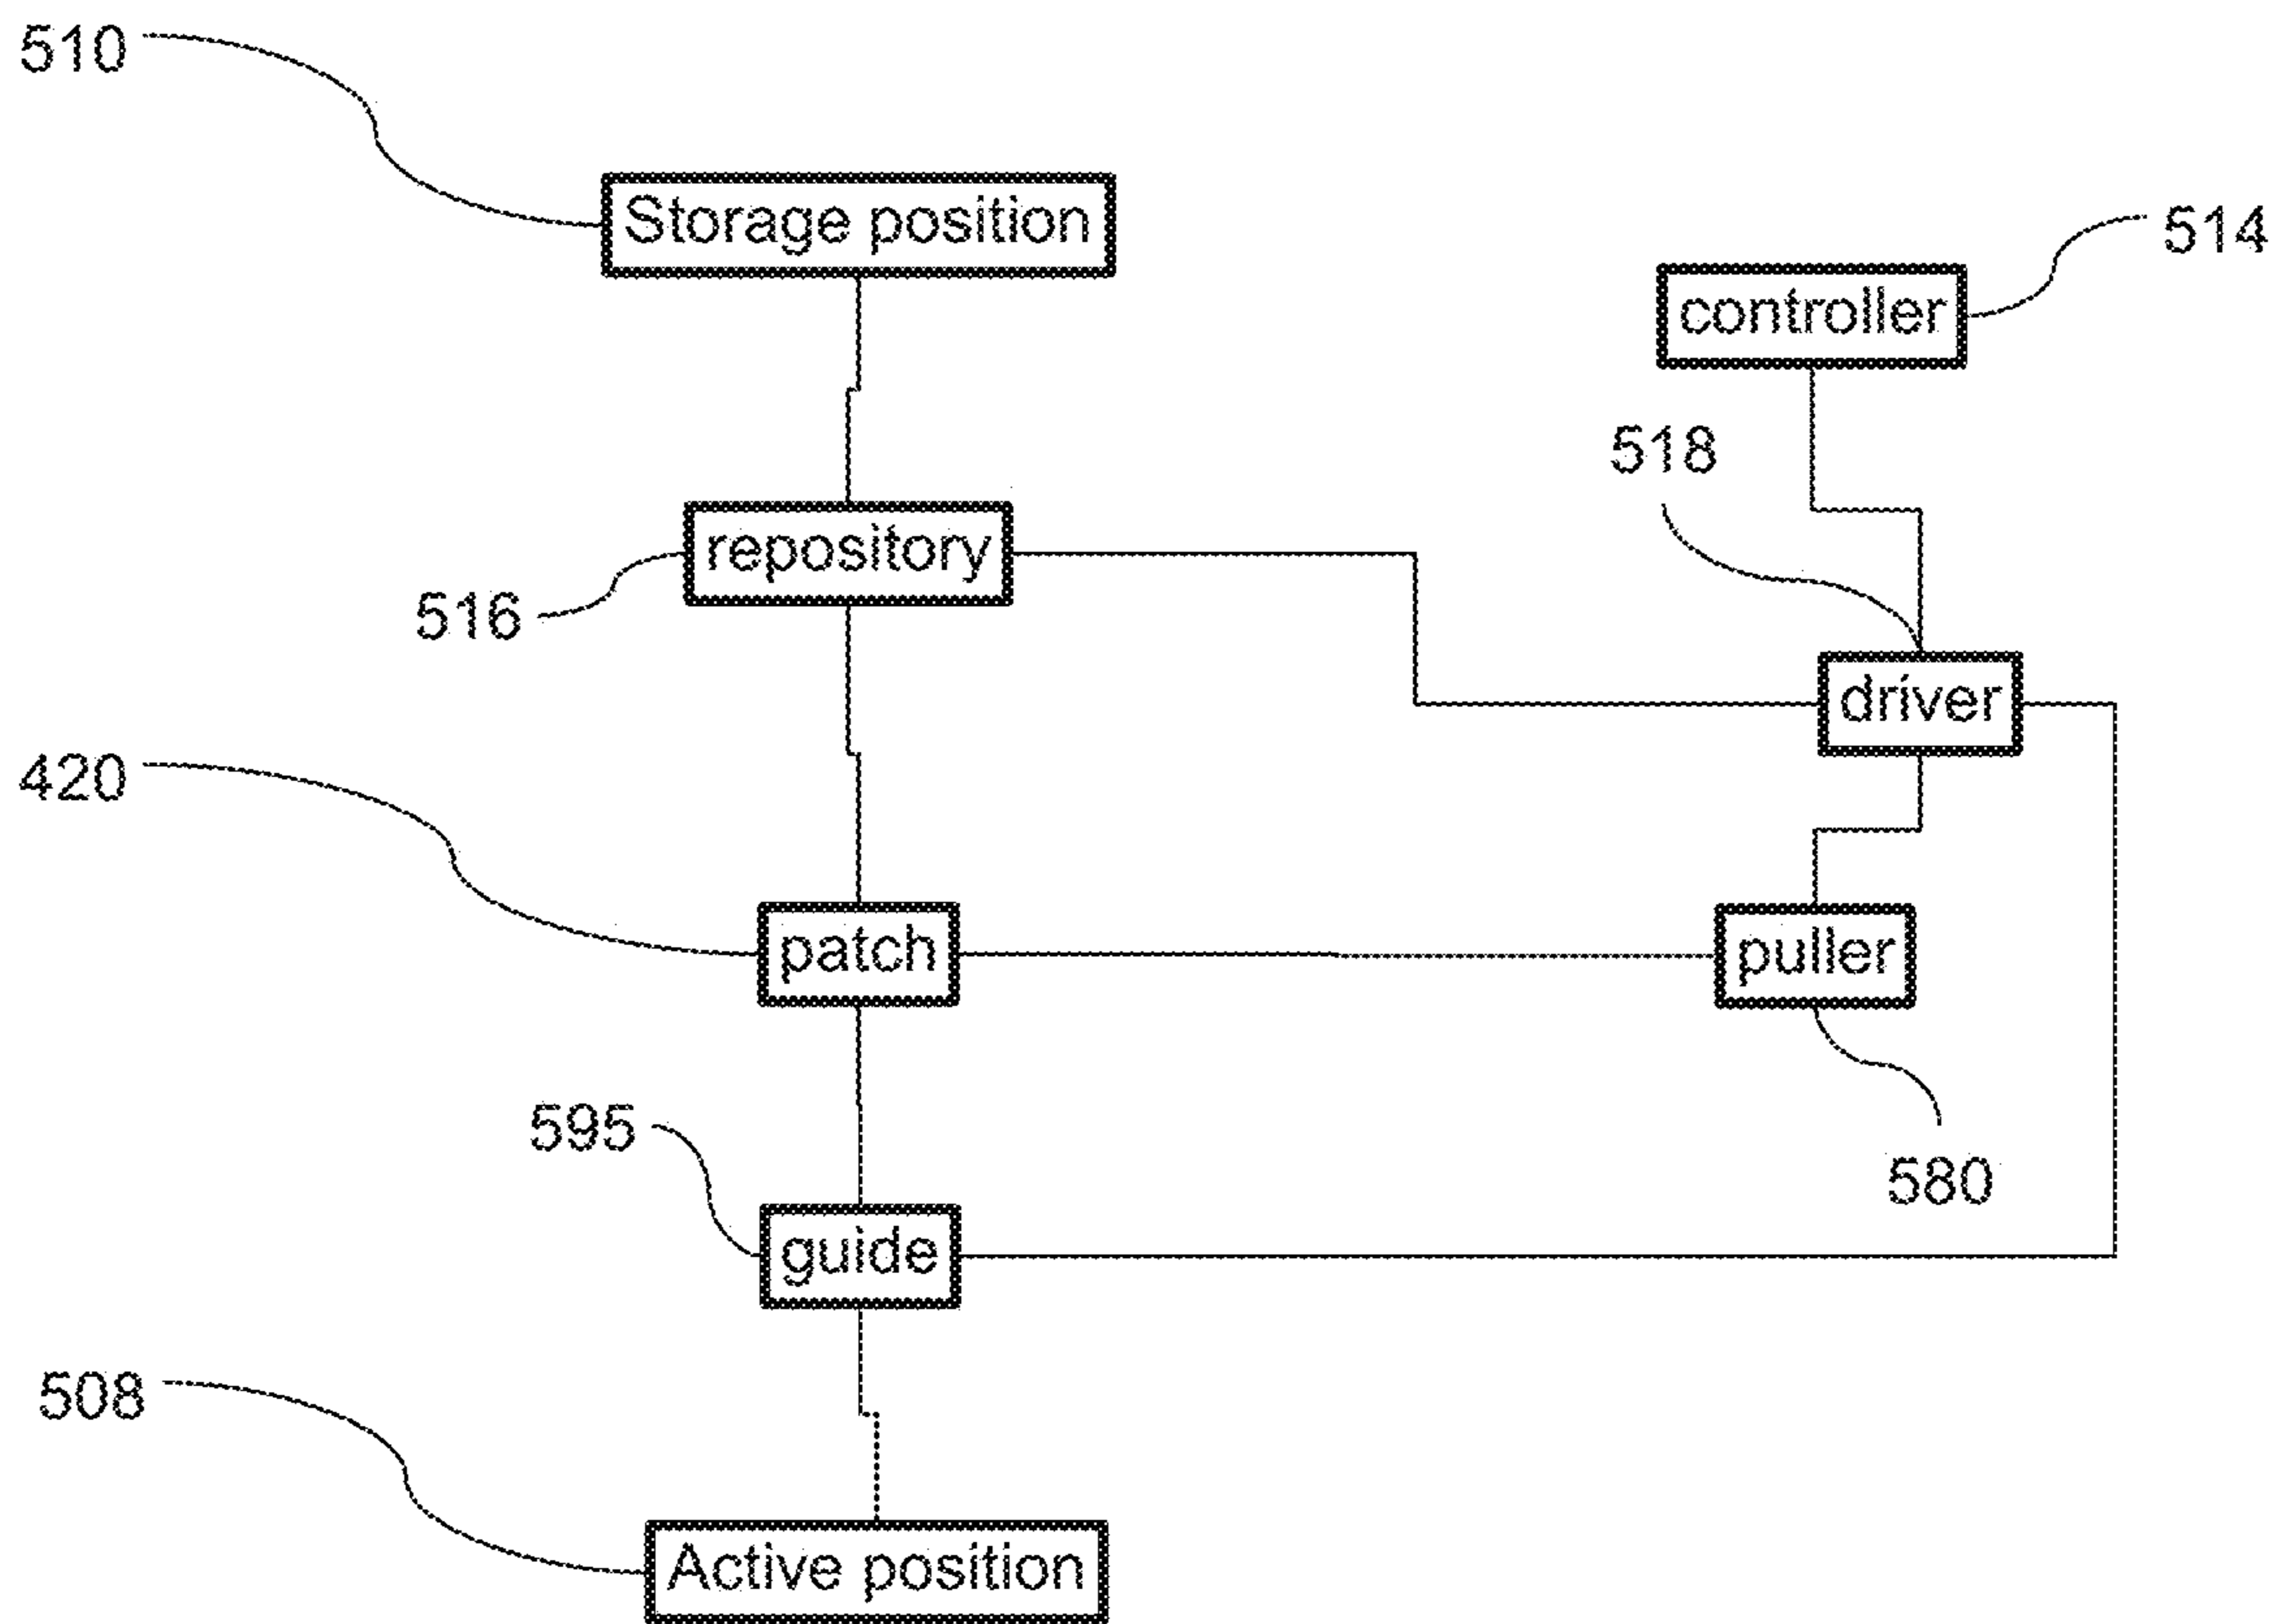 510
Storage position
514
controller
518
repository
516
driver
420
patch
puller
595
580
guide
508
Active position